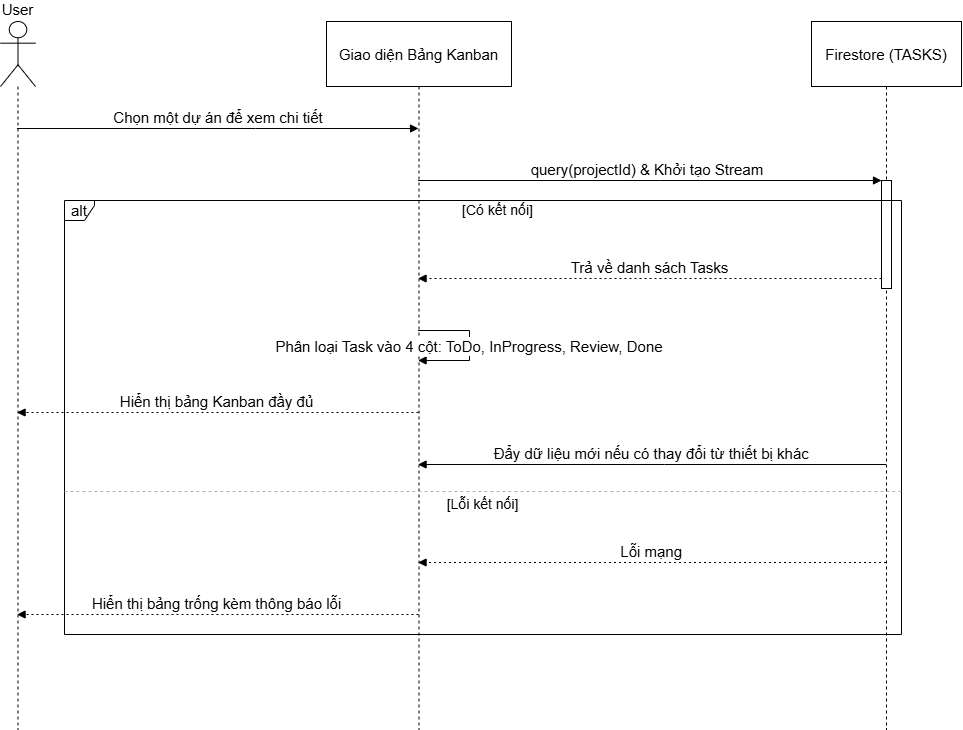 User
Giao diện Bảng Kanban
Firestore (TASKS)
Chọn một dự án để xem chi tiết
query(projectId) & Khởi tạo Stream
alt
[Có kết nối]
Trả về danh sách Tasks
Phân loại Task vào 4 cột: ToDo, InProgress, Review, Done
Hiển thị bảng Kanban đầy đủ
Đẩy dữ liệu mới nếu có thay đổi từ thiết bị khác
[Lỗi kết nối]
Lỗi mạng
Hiển thị bảng trống kèm thông báo lỗi